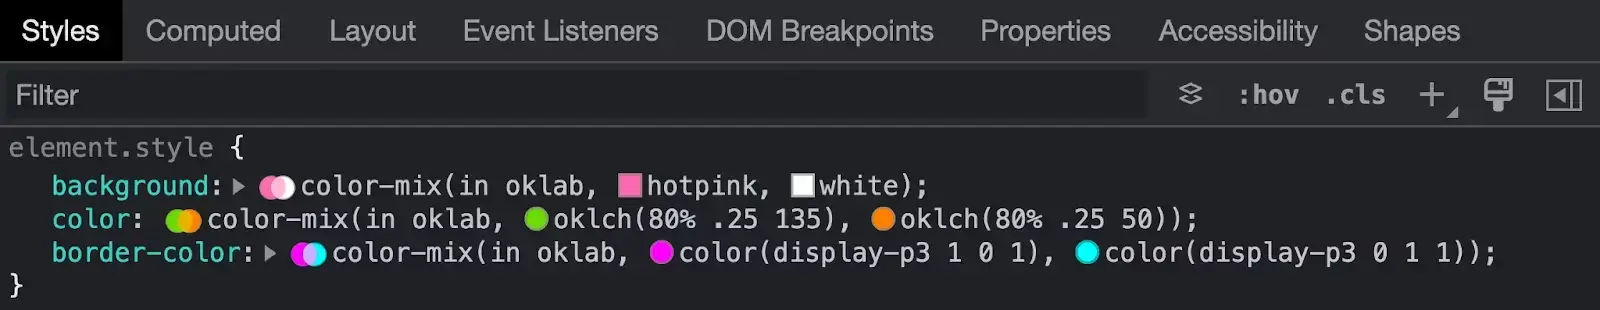 Styles Computed Layout Event Listeners DOM Breakpoints Properties Accessibility Shapes
Filter :hov .cls
element.style {
background: color-mix(in oklab, hotpink, white);
color: color-mix(in oklab, oklch(80% .25 135), oklch(80% .25 50));
border-color: color-mix(in oklab, color(display-p3 1 0 1), color(display-p3 0 1 1));
}